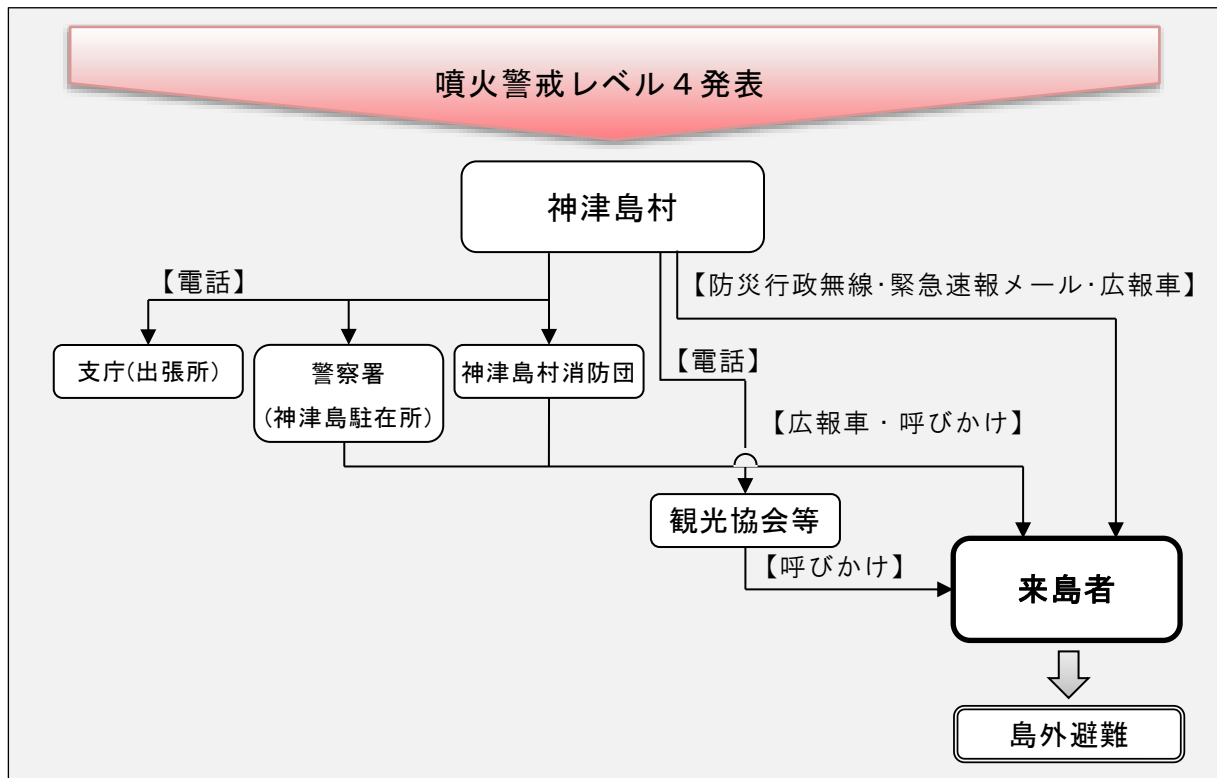 噴火警戒レベル4発表
神津島村
【電話】
【防災行政無線・緊急速報メール・広報車】
支庁(出張所)
警察署
(神津島駐在所)
神津島村消防団
【電話】
【広報車・呼びかけ】
観光協会等
【呼びかけ】
来島者
島外避難